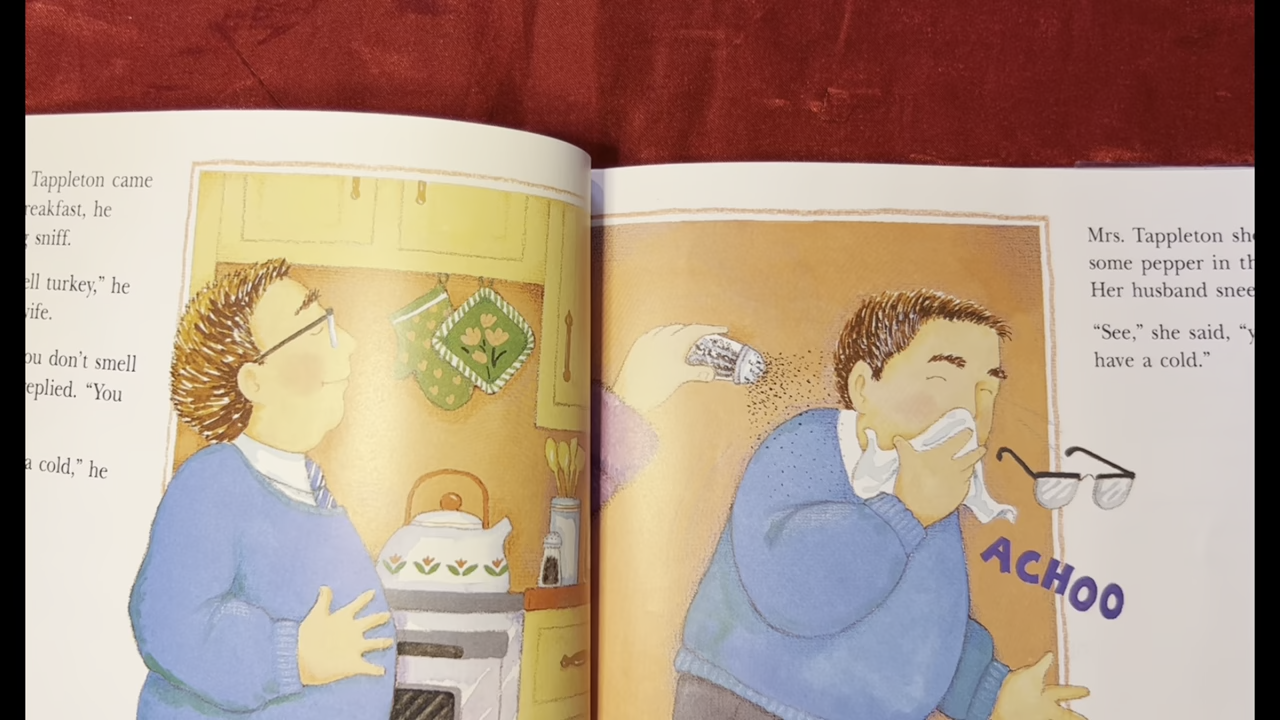 Tappleton came
reakfast, he
sniff.
ell turkey," he
ife.
ou don't smell
eplied. "You
a cold," he
Mrs. Tappleton sh
some pepper in th
Her husband snee
"See," she said, "y
have a cold."
ACHOO